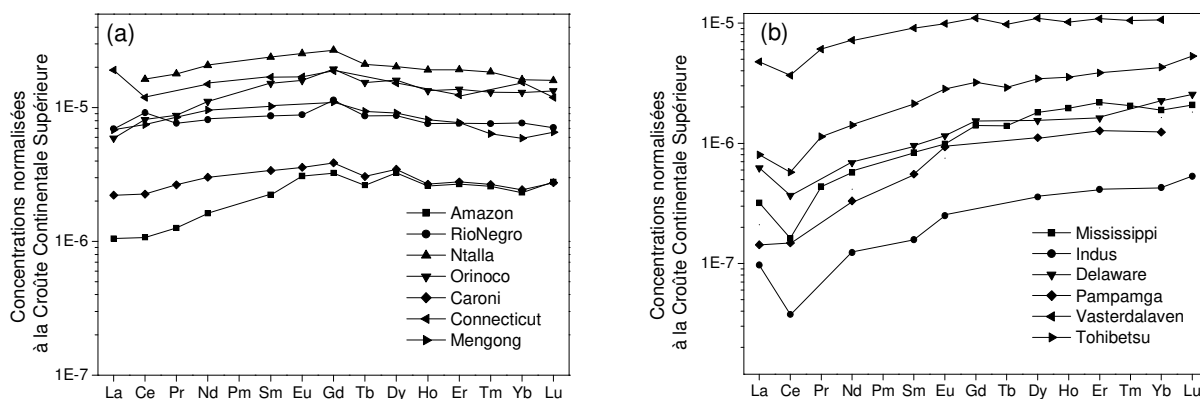 (a)
Concentrations normalisées
à la Croûte Continentale Supérieure
1E-5
1E-6
1E-7
Amazon
RioNegro
Ntalla
Orinoco
Caroni
Connecticut
Mengong
La Ce Pr Nd Pm Sm Eu Gd Tb Dy Ho Er Tm Yb Lu
(b)
Concentrations normalisées
à la Croûte Continentale Supérieure
1E-5
1E-6
1E-7
Mississippi
Indus
Delaware
Pampamga
Vasterdalaven
Tohibetsu
La Ce Pr Nd Pm Sm Eu Gd Tb Dy Ho Er Tm Yb Lu